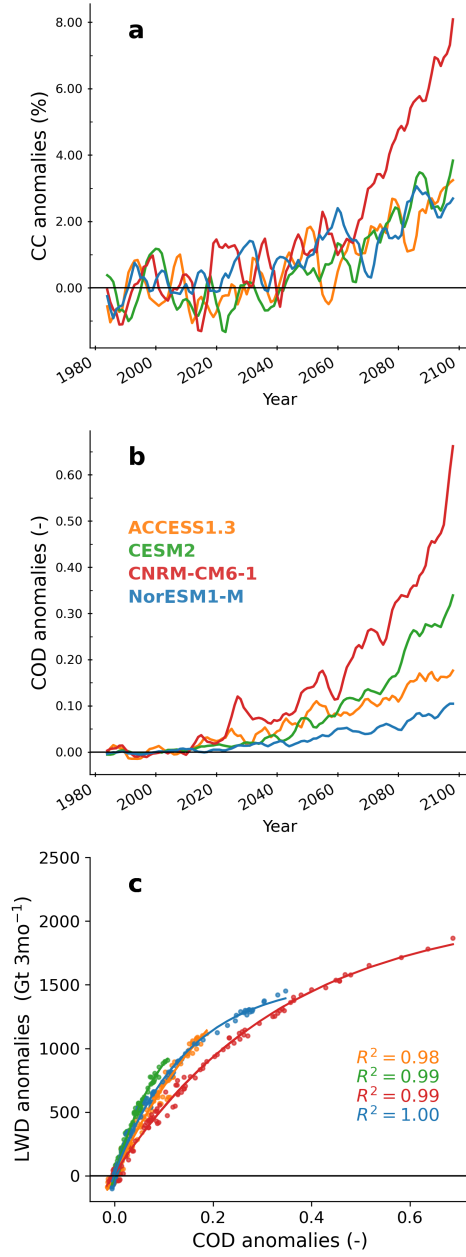 a
8.00
6.00
4.00
2.00
0.00
CC anomalies (%)
1980
2000
2020
2040
2060
2080
2100
Year
b
0.60
0.50
0.40
0.30
0.20
0.10
0.00
COD anomalies (-)
ACCESS1.3
CESM2
CNRM-CM6-1
NorESM1-M
1980
2000
2020
2040
2060
2080
2100
Year
c
2500
2000
1500
1000
500
0
LWD anomalies (Gt 3mo⁻¹)
R² = 0.98
R² = 0.99
R² = 0.99
R² = 1.00
0.0
0.2
0.4
0.6
COD anomalies (-)